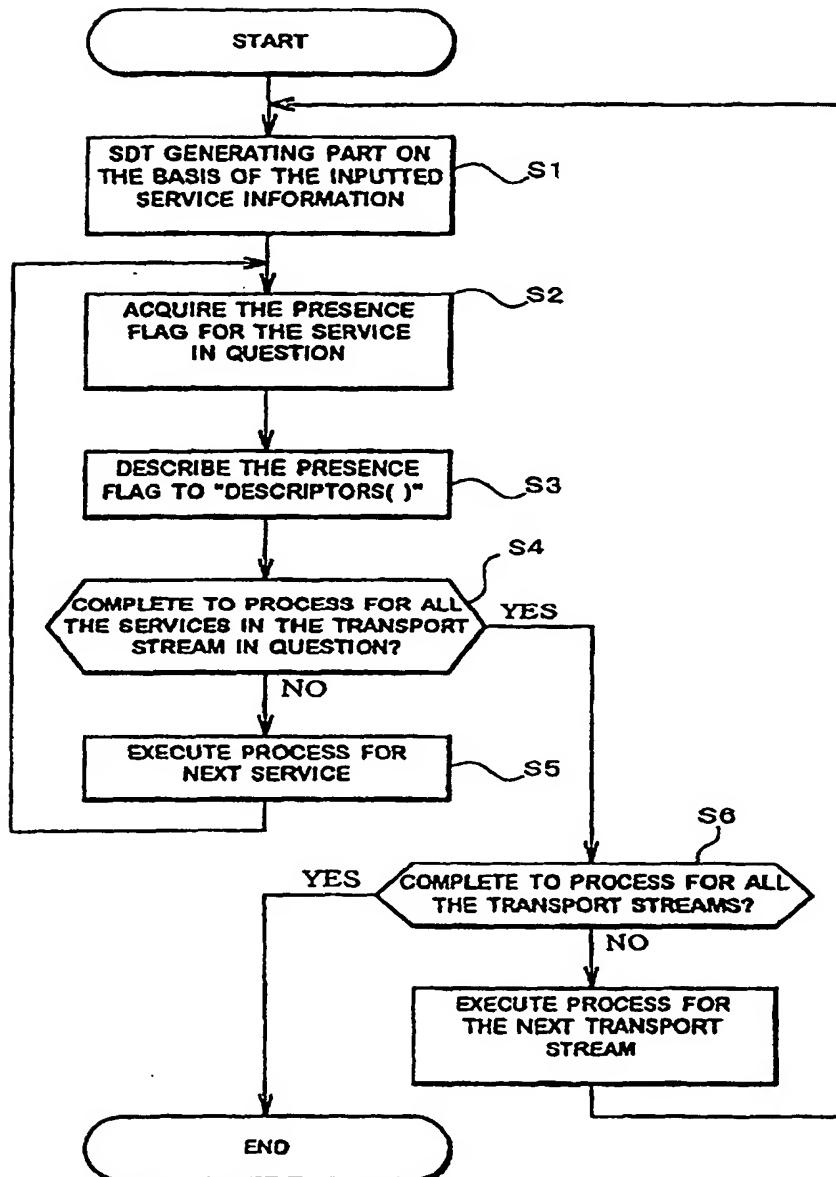 START
SDT GENERATING PART ON
THE BASIS OF THE INPUTTED
SERVICE INFORMATION
S1
ACQUIRE THE PRESENCE
FLAG FOR THE SERVICE
IN QUESTION
S2
DESCRIBE THE PRESENCE
FLAG TO "DESCRIPTORS( )"
S3
S4
COMPLETE TO PROCESS FOR ALL
THE SERVICES IN THE TRANSPORT
STREAM IN QUESTION?
YES
NO
EXECUTE PROCESS FOR
NEXT SERVICE
S5
S6
YES
COMPLETE TO PROCESS FOR ALL
THE TRANSPORT STREAMS?
NO
EXECUTE PROCESS FOR
THE NEXT TRANSPORT
STREAM
END